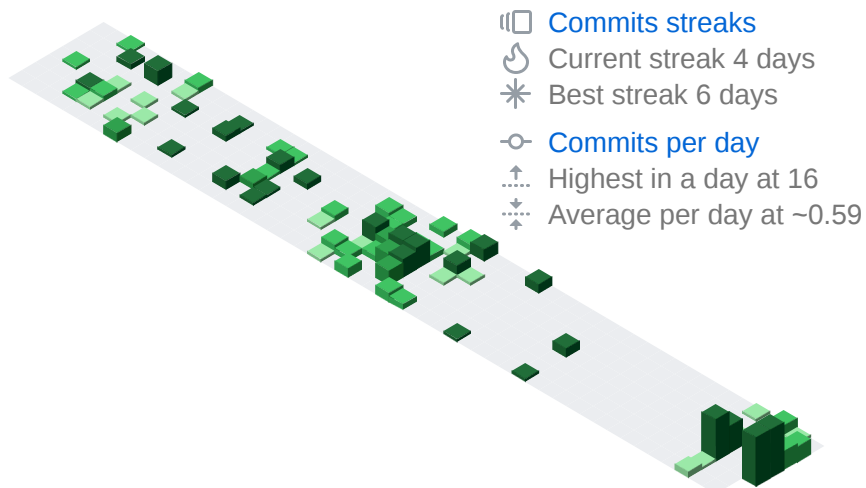 Commits streaks
Current streak 4 days
Best streak 6 days
Commits per day
Highest in a day at 16
Average per day at ~0.59